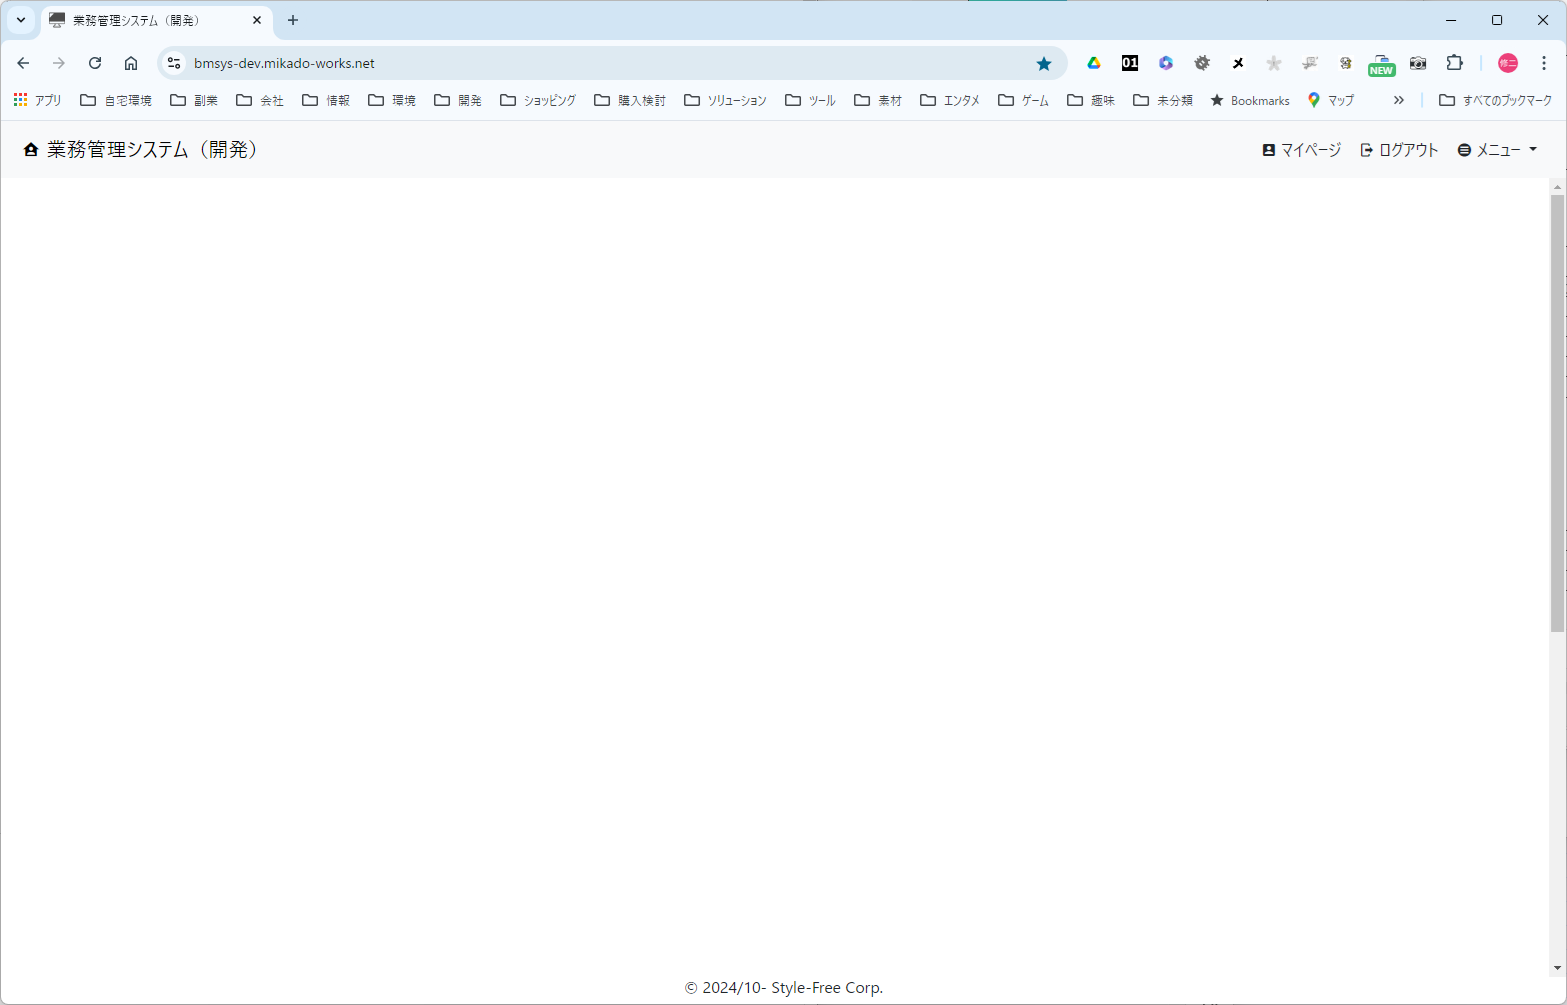 業務管理システム（開発）
bmsys-dev.mikado-works.net
01
NEW
修二
アプリ 自宅環境 副業 会社 情報 環境 開発 ショッピング 購入検討 ソリューション ツール 素材 エンタメ ゲーム 趣味 未分類 Bookmarks マップ » すべてのブックマーク
業務管理システム（開発） マイページ ログアウト メニュー
© 2024/10- Style-Free Corp.